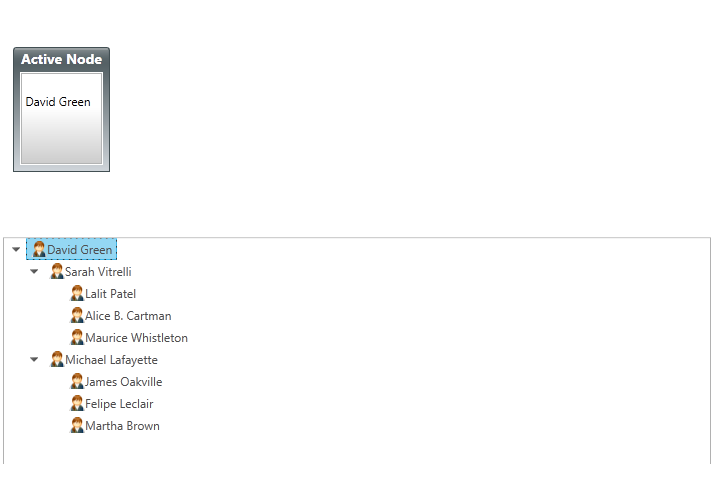 Active Node
David Green
David Green
Sarah Vitrelli
Lalit Patel
Alice B. Cartman
Maurice Whistleton
Michael Lafayette
James Oakville
Felipe Leclair
Martha Brown